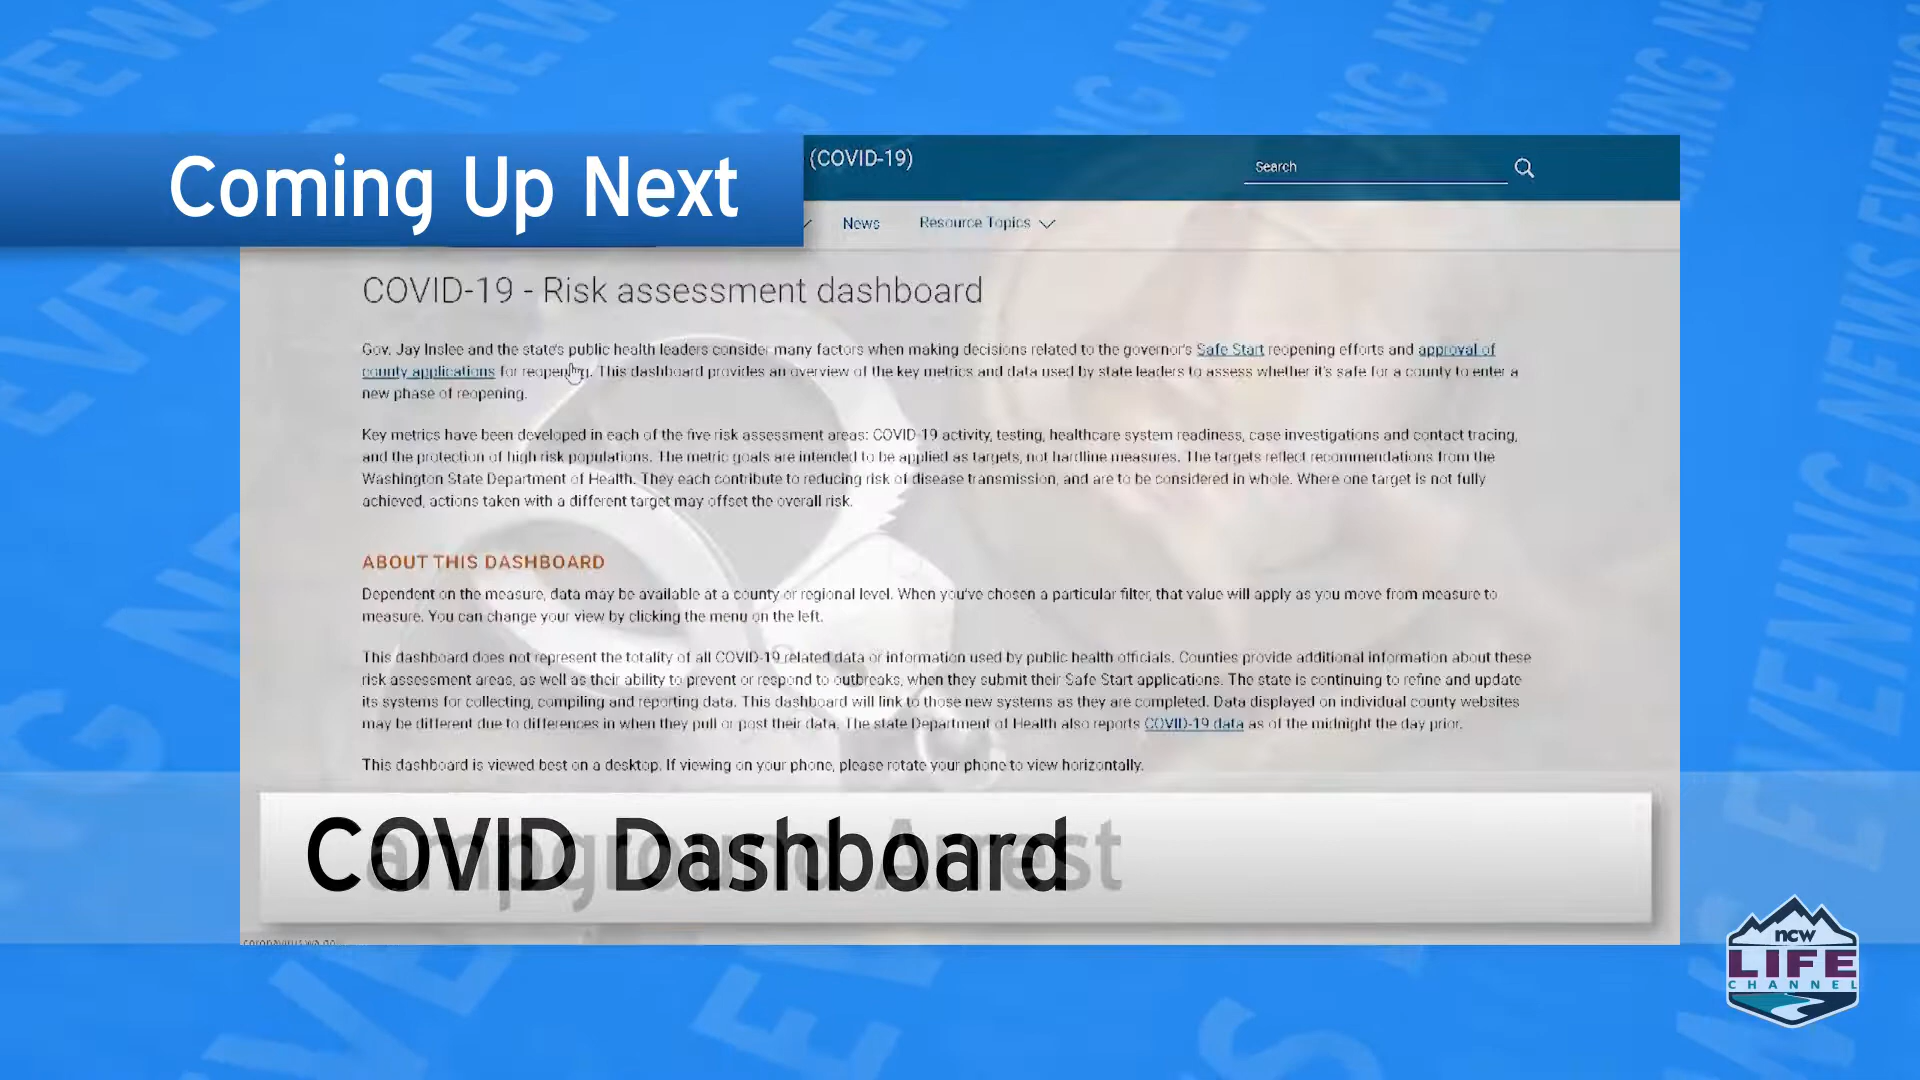 Coming Up Next
(COVID-19)
Search
News
Resource Topics
COVID-19 - Risk assessment dashboard
Gov. Jay Inslee and the state's public health leaders consider many factors when making decisions related to the governor's Safe Start reopening efforts and approval of
county applications for reopening. This dashboard provides an overview of the key metrics and data used by state leaders to assess whether it's safe for a county to enter a
new phase of reopening.
Key metrics have been developed in each of the five risk assessment areas: COVID-19 activity, testing, healthcare system readiness, case investigations and contact tracing,
and the protection of high risk populations. The metric goals are intended to be applied as targets, not hardline measures. The targets reflect recommendations from the
Washington State Department of Health. They each contribute to reducing risk of disease transmission, and are to be considered in whole. Where one target is not fully
achieved, actions taken with a different target may offset the overall risk.
ABOUT THIS DASHBOARD
Dependent on the measure, data may be available at a county or regional level. When you've chosen a particular filter, that value will apply as you move from measure to
measure. You can change your view by clicking the menu on the left.
This dashboard does not represent the totality of all COVID-19 related data or information used by public health officials. Counties provide additional information about these
risk assessment areas, as well as their ability to prevent or respond to outbreaks, when they submit their Safe Start applications. The state is continuing to refine and update
its systems for collecting, compiling and reporting data. This dashboard will link to those new systems as they are completed. Data displayed on individual county websites
may be different due to differences in when they pull or post their data. The state Department of Health also reports COVID-19 data as of the midnight the day prior.
This dashboard is viewed best on a desktop. If viewing on your phone, please rotate your phone to view horizontally.
COVID Dashboard
ncw
LIFE
CHANNEL